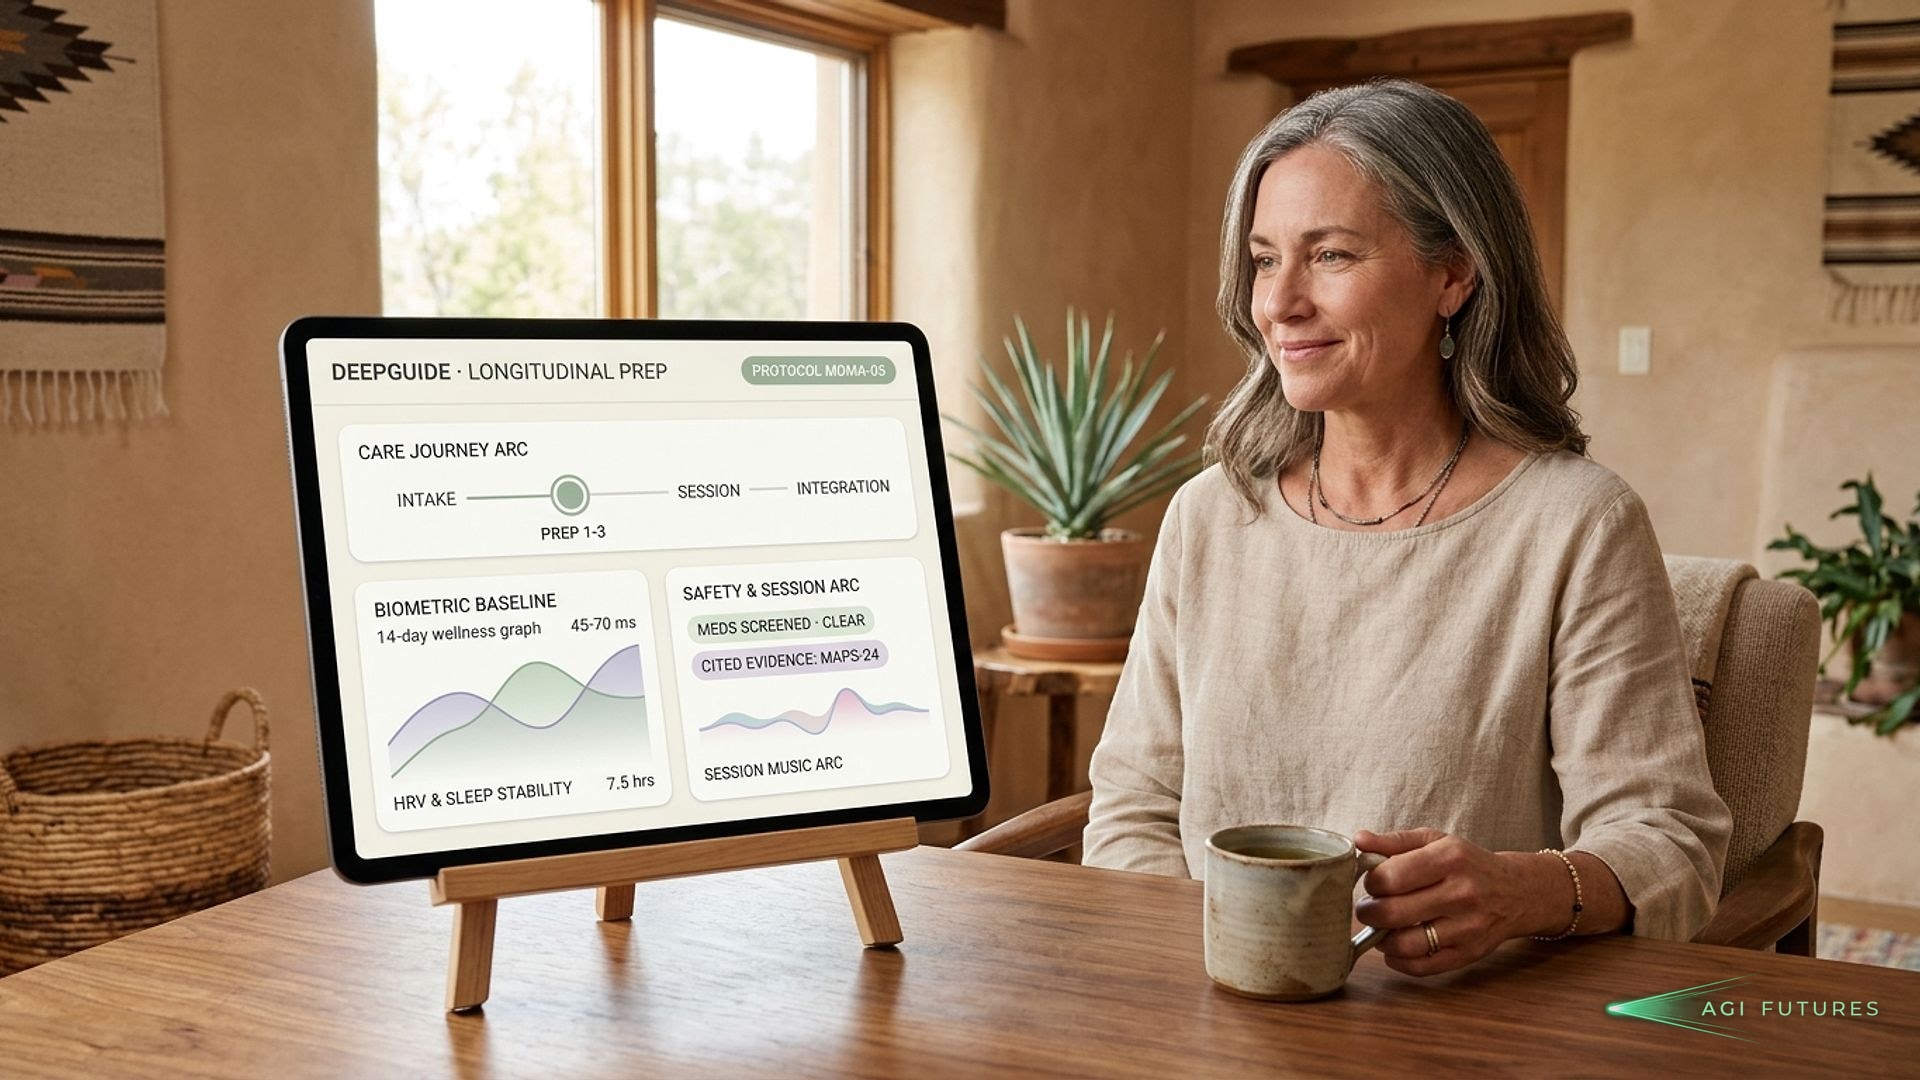 DEEPGUIDE · LONGITUDINAL PREP
PROTOCOL MOMA-05
CARE JOURNEY ARC
INTAKE
PREP 1-3
SESSION
INTEGRATION
BIOMETRIC BASELINE
14-day wellness graph
45-70 ms
HRV & SLEEP STABILITY
7.5 hrs
SAFETY & SESSION ARC
MEDS SCREENED · CLEAR
CITED EVIDENCE: MAPS-24
SESSION MUSIC ARC
AGI FUTURES